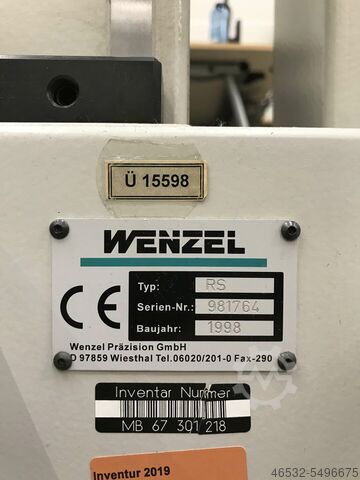 Ü 15598
WENZEL
CE
Typ: RS
Serien-Nr.: 981764
Baujahr: 1998
Wenzel Präzision GmbH
D 97859 Wiesthal Tel.06020/201-0 Fax-290
Inventar Nummer
MB 67 301 218
Inventur 2019
46532-5496675